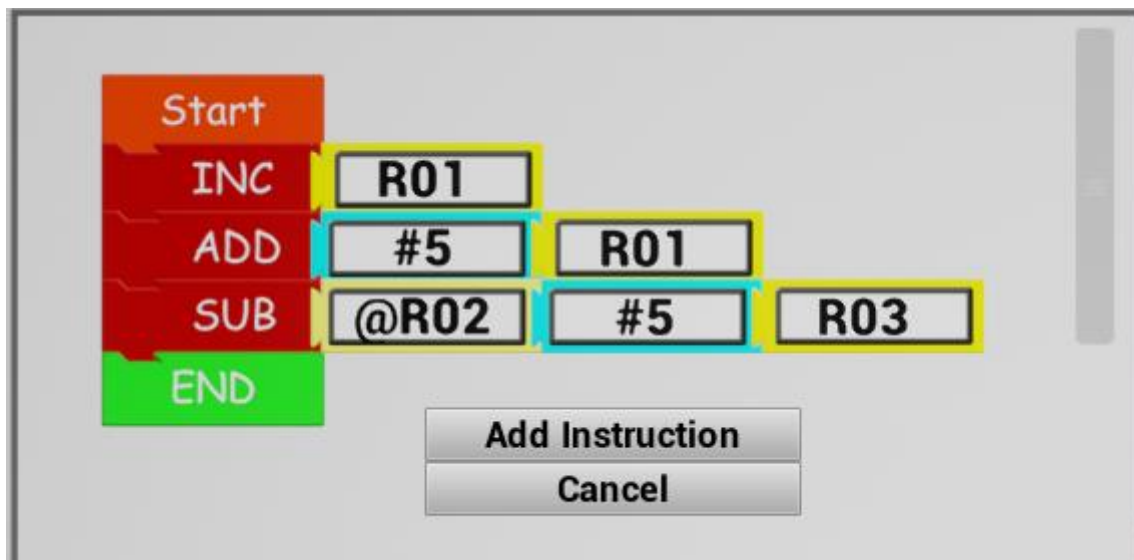 Start
INC R01
ADD #5 R01
SUB @R02 #5 R03
END
Add Instruction
Cancel